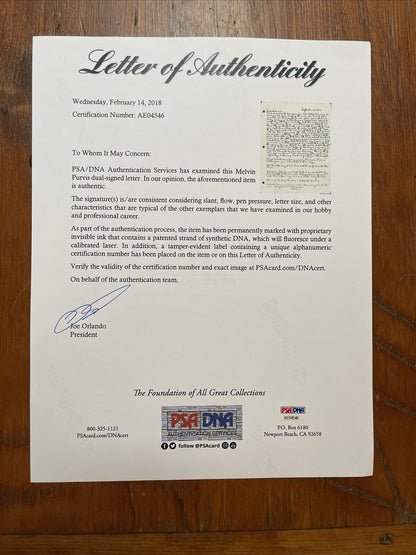 Letter of Authenticity
Wednesday, February 14, 2018
Certification Number: AE04546
To Whom It May Concern:
PSA/DNA Authentication Services has examined this Melvin
Purvis dual-signed letter. In our opinion, the aforementioned item
is authentic.
The signature(s) is/are consistent considering slant, flow, pen pressure, letter size, and other
characteristics that are typical of the other exemplars that we have examined in our hobby
and professional career.
As part of the authentication process, the item has been permanently marked with proprietary
invisible ink that contains a patented strand of synthetic DNA, which will fluoresce under a
calibrated laser. In addition, a tamper-evident label containing a unique alphanumeric
certification number has been placed on the item or on this Letter of Authenticity.
Verify the validity of the certification number and exact image at PSAcard.com/DNAcert.
On behalf of the authentication team,
Joe Orlando
President
The Foundation of All Great Collections
800-325-1121
PSAcard.com/DNAcert
PSA DNA
AUTHENTICATION SERVICES
follow @PSAcard
PSA DNA
AE04546
P.O. Box 6180
Newport Beach, CA 92658